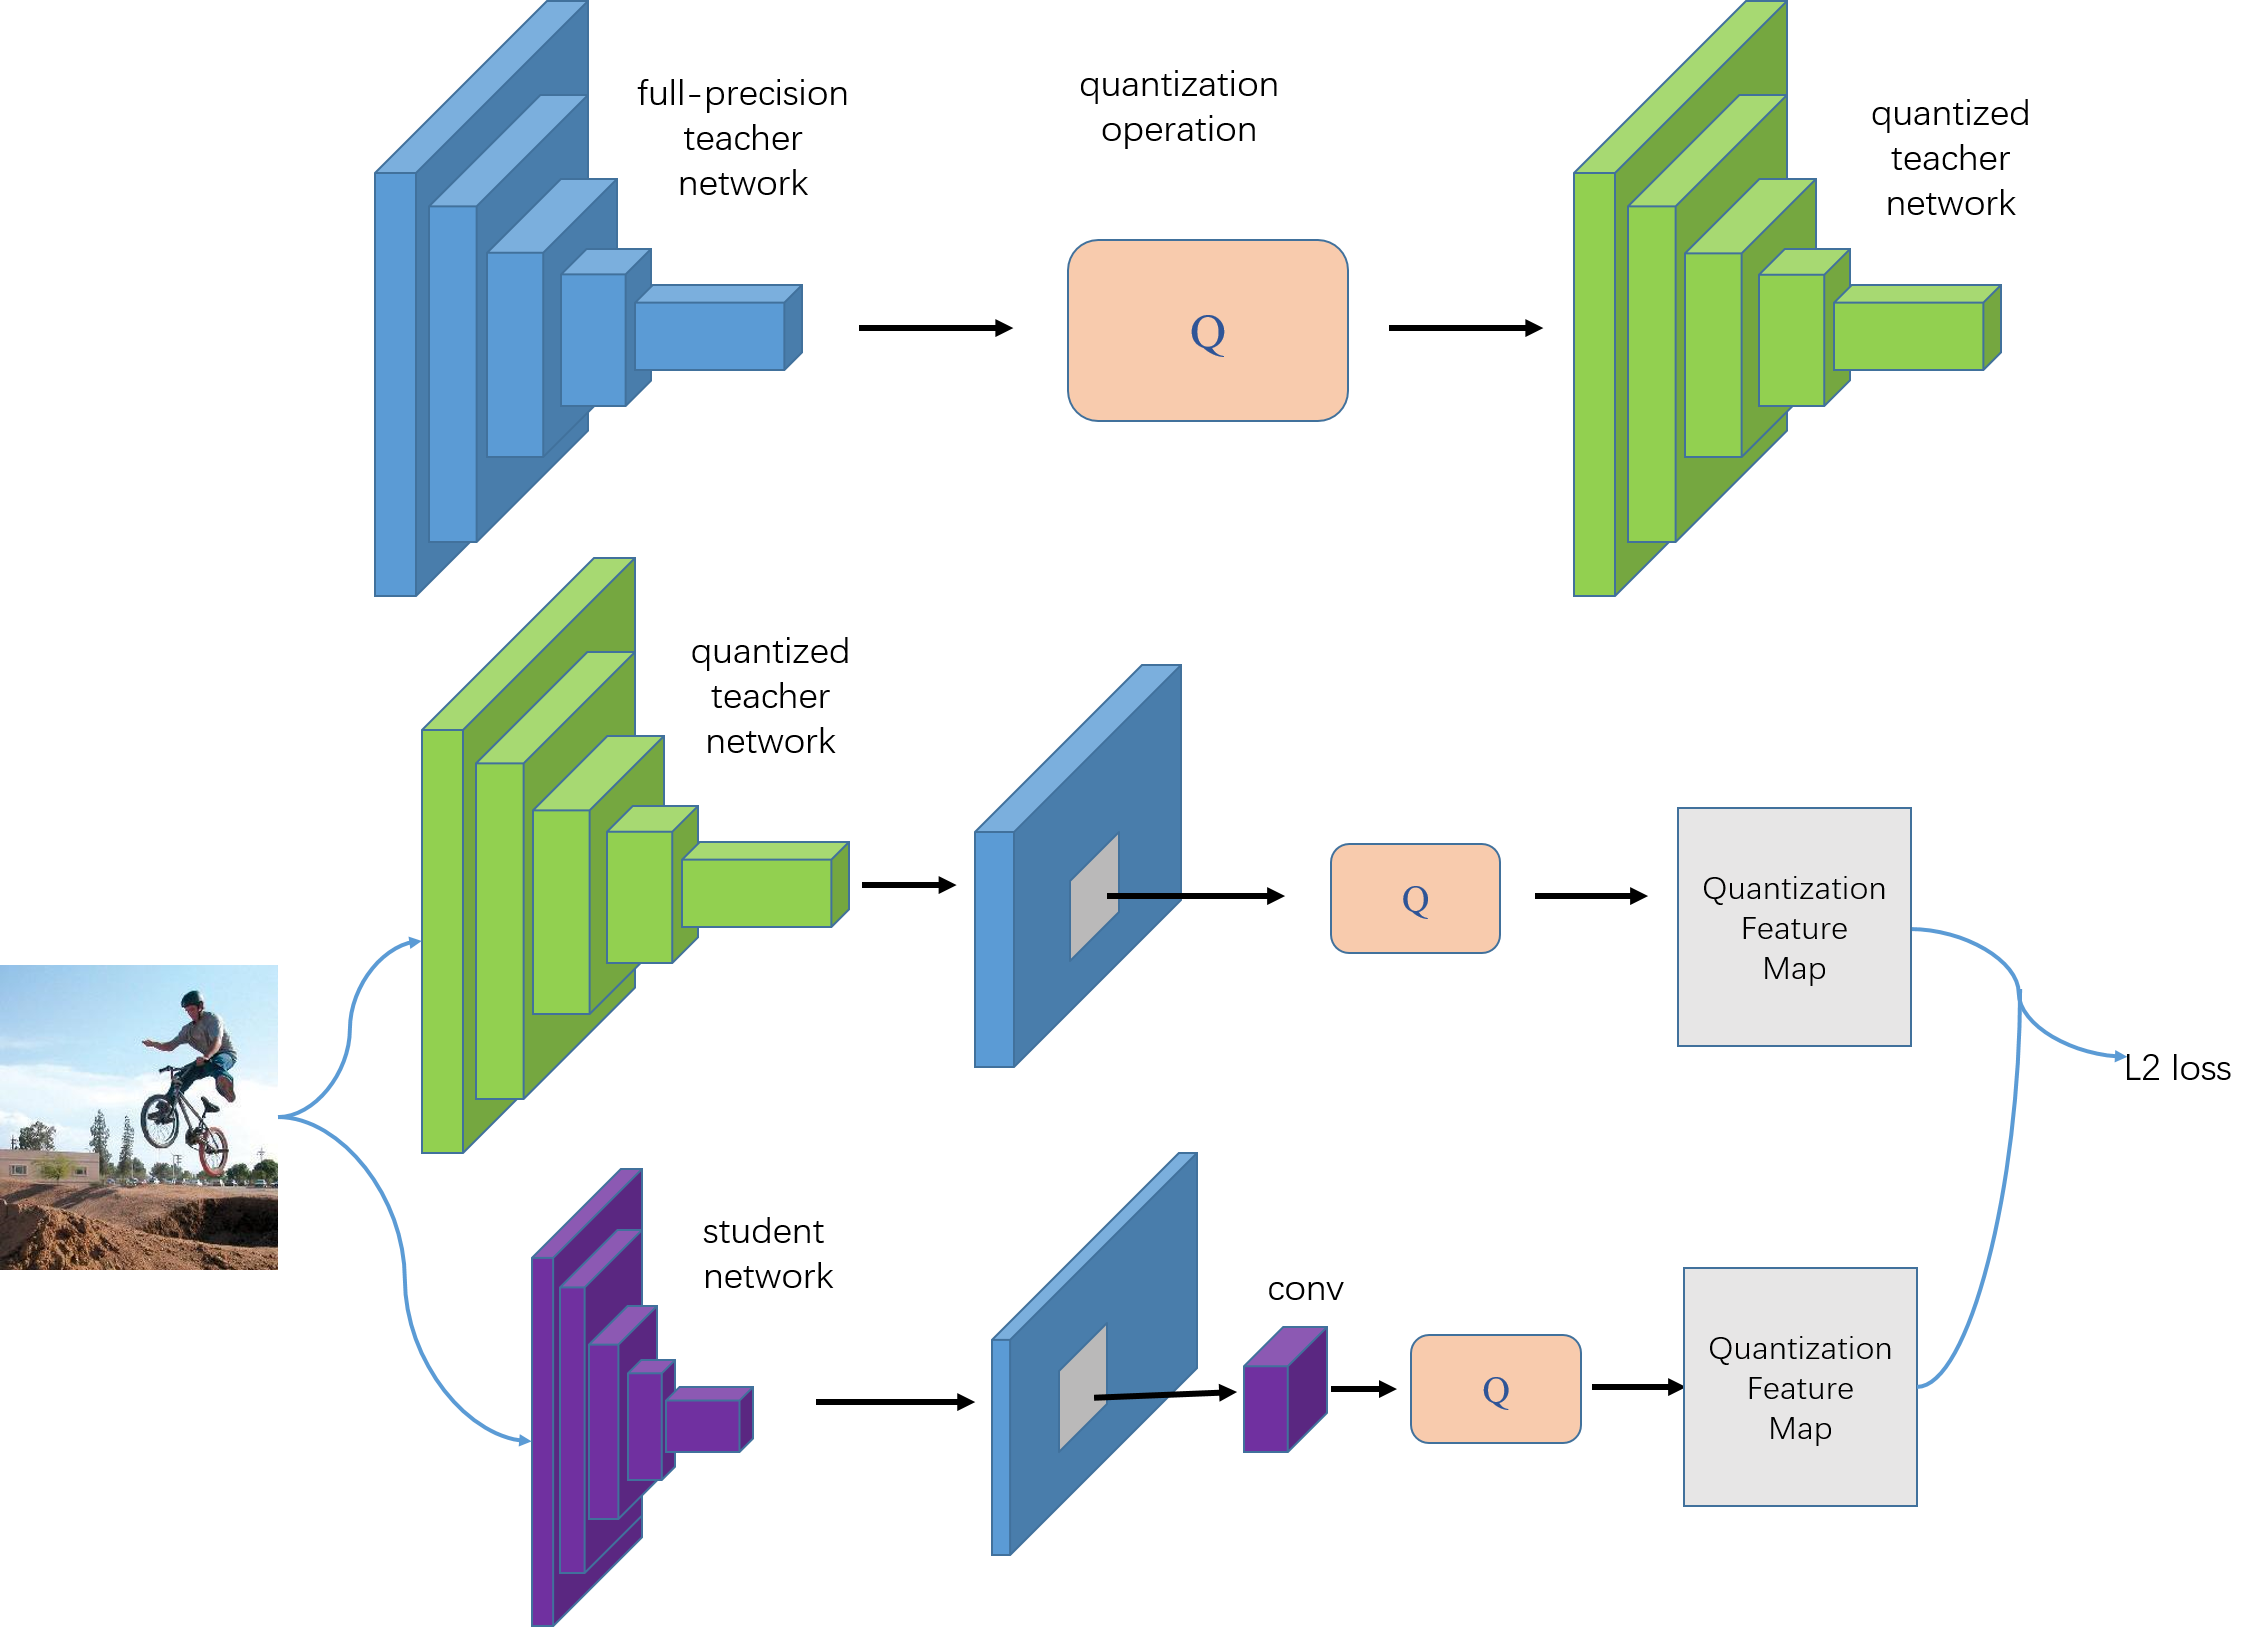 full-precision
teacher
network
quantization
operation
Q
quantized
teacher
network
quantized
teacher
network
Q
Quantization
Feature
Map
L2 loss
student
network
conv
Q
Quantization
Feature
Map